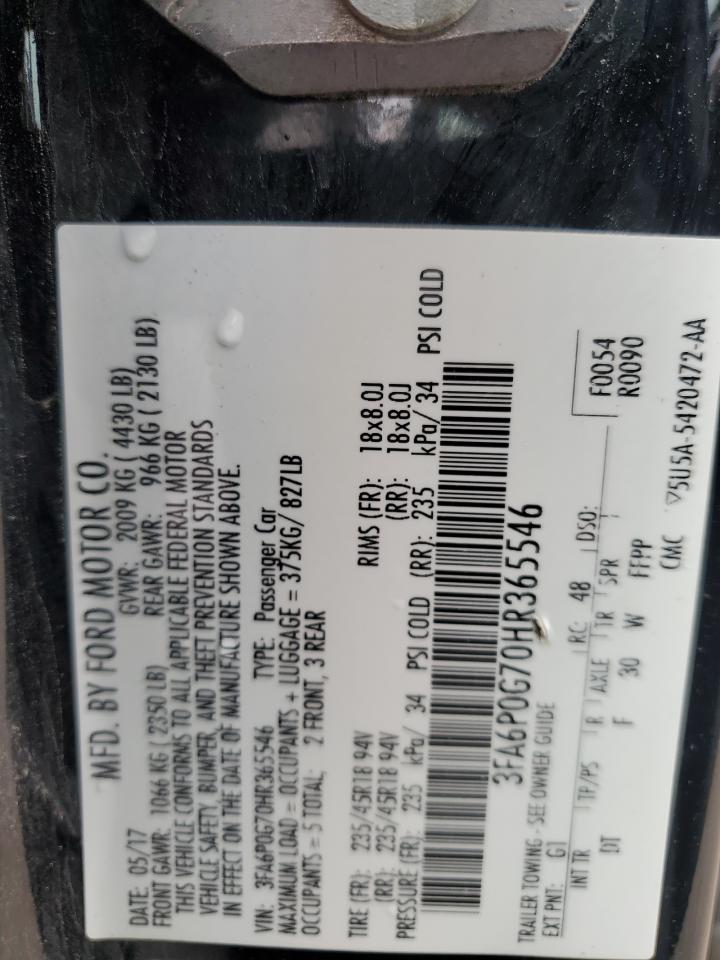 MFD. BY FORD MOTOR CO.
DATE: 05/17 GVWR: 2009 KG ( 4430 LB)
FRONT GAWR: 1066 KG ( 2350 LB) REAR GAWR: 966 KG ( 2130 LB)
THIS VEHICLE CONFORMS TO ALL APPLICABLE FEDERAL MOTOR
VEHICLE SAFETY, BUMPER, AND THEFT PREVENTION STANDARDS
IN EFFECT ON THE DATE OF MANUFACTURE SHOWN ABOVE.
VIN: 3FA6P0G70HR365546 TYPE: Passenger Car
MAXIMUM LOAD = OCCUPANTS + LUGGAGE = 375KG/ 827LB
OCCUPANTS = 5 TOTAL: 2 FRONT, 3 REAR
TIRE (FR): 235/45R18 94V RIMS (FR): 18x8.0J
(RR): 235/45R18 94V (RR): 18x8.0J
PRESSURE (FR): 235 kPa/ 34 PSI COLD (RR): 235 kPa/ 34 PSI COLD
3FA6P0G70HR365546
TRAILER TOWING - SEE OWNER GUIDE
EXT PNT: G1 RC: 48 DSO: F0054
R0090
INT TR TP/PS R AXLE TR SPR
DT F 30 W FFPP
CMC ▽5U5A-5420472-AA